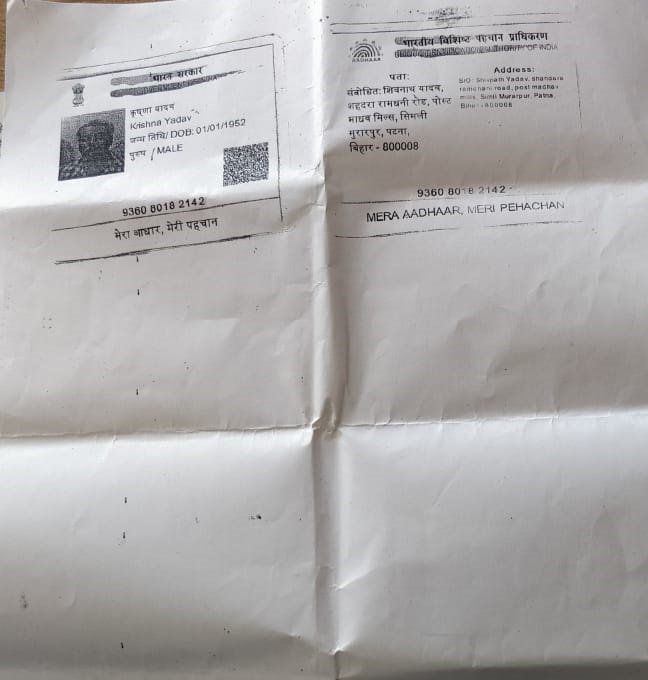 भारत सरकार
कृष्णा यादव
Krishna Yadav
जन्म तिथि/ DOB: 01/01/1952
पुरुष / MALE
9360 8018 2142
मेरा आधार, मेरी पहचान
भारतीय विशिष्ट पहचान प्राधिकरण
OF INDIA
AADHAAR
पता:
संबोधित: शिवनाथ यादव,
शहदरा रामधनी रोड, पोस्ट
माधव मिल्स, सिमली
मुरारपुर, पटना,
बिहार - 800008
Address:
S/O: Yadav, shahdara
ramdhani road, post madhav
mills, Simli Murarpur, Patna,
Bihar - 800008
9360 8018 2142
MERA AADHAAR, MERI PEHACHAN